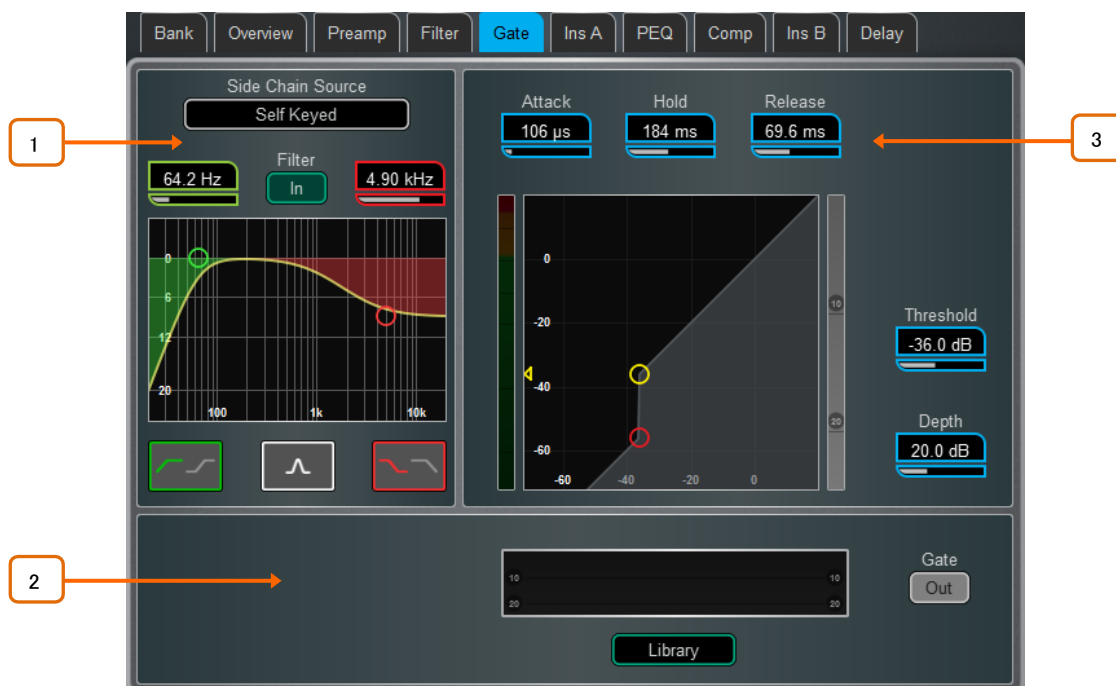 Bank Overview Preamp Filter Gate Ins A PEQ Comp Ins B Delay
Side Chain Source
Self Keyed
1
Filter
64.2 Hz In 4.90 kHz
0
6
12
20
100 1k 10k
Attack Hold Release
106 µs 184 ms 69.6 ms
3
0
-20
-40
-60
-60 -40 -20 0
10
20
Threshold
-36.0 dB
Depth
20.0 dB
2
10 10
20 20
Gate
Out
Library